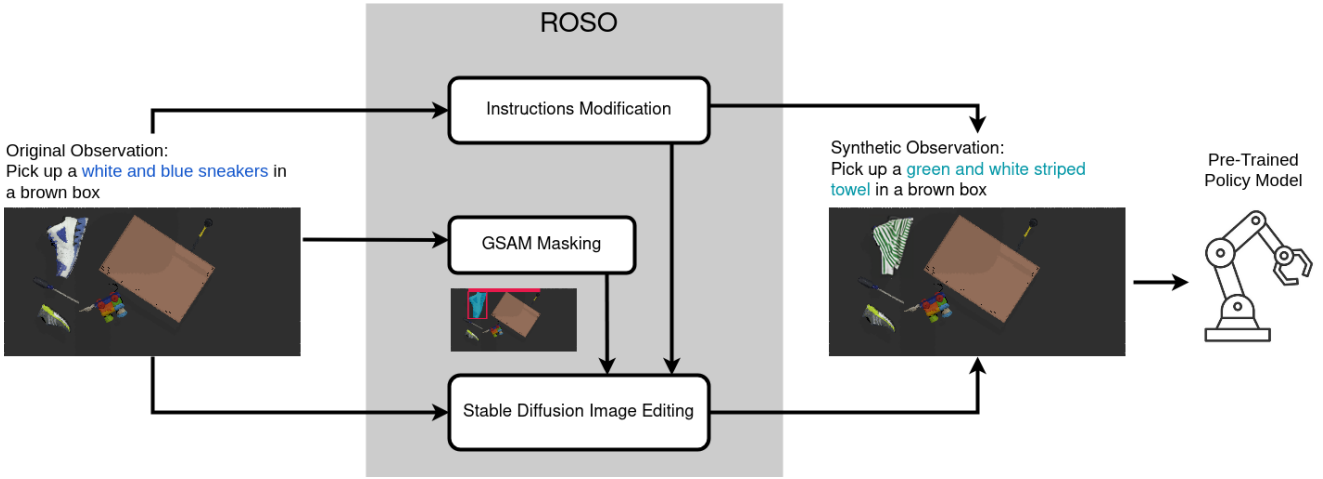 ROSO
Instructions Modification
Original Observation:
Pick up a white and blue sneakers in
a brown box
GSAM Masking
Stable Diffusion Image Editing
Synthetic Observation:
Pick up a green and white striped
towel in a brown box
Pre-Trained
Policy Model